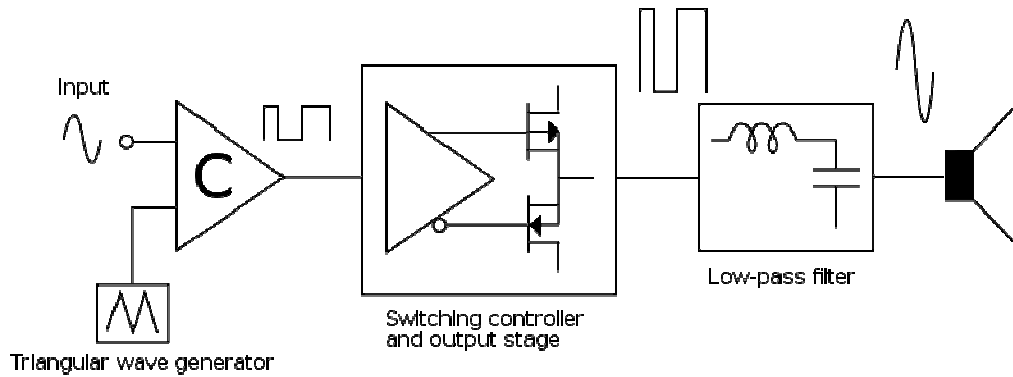 Input
C
Low-pass filter
Switching controller
and output stage
Triangular wave generator